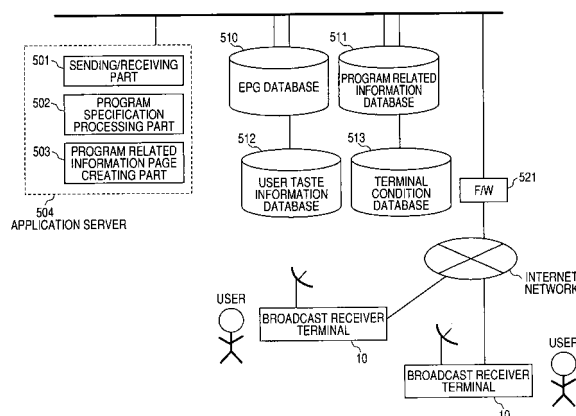 501
SENDING/RECEIVING
PART
502
PROGRAM
SPECIFICATION
PROCESSING PART
503
PROGRAM RELATED
INFORMATION PAGE
CREATING PART
504
APPLICATION SERVER
510
EPG DATABASE
511
PROGRAM RELATED
INFORMATION
DATABASE
512
USER TASTE
INFORMATION
DATABASE
513
TERMINAL
CONDITION
DATABASE
F/W
521
INTERNET
NETWORK
USER
BROADCAST RECEIVER
TERMINAL
10
USER
BROADCAST RECEIVER
TERMINAL
10